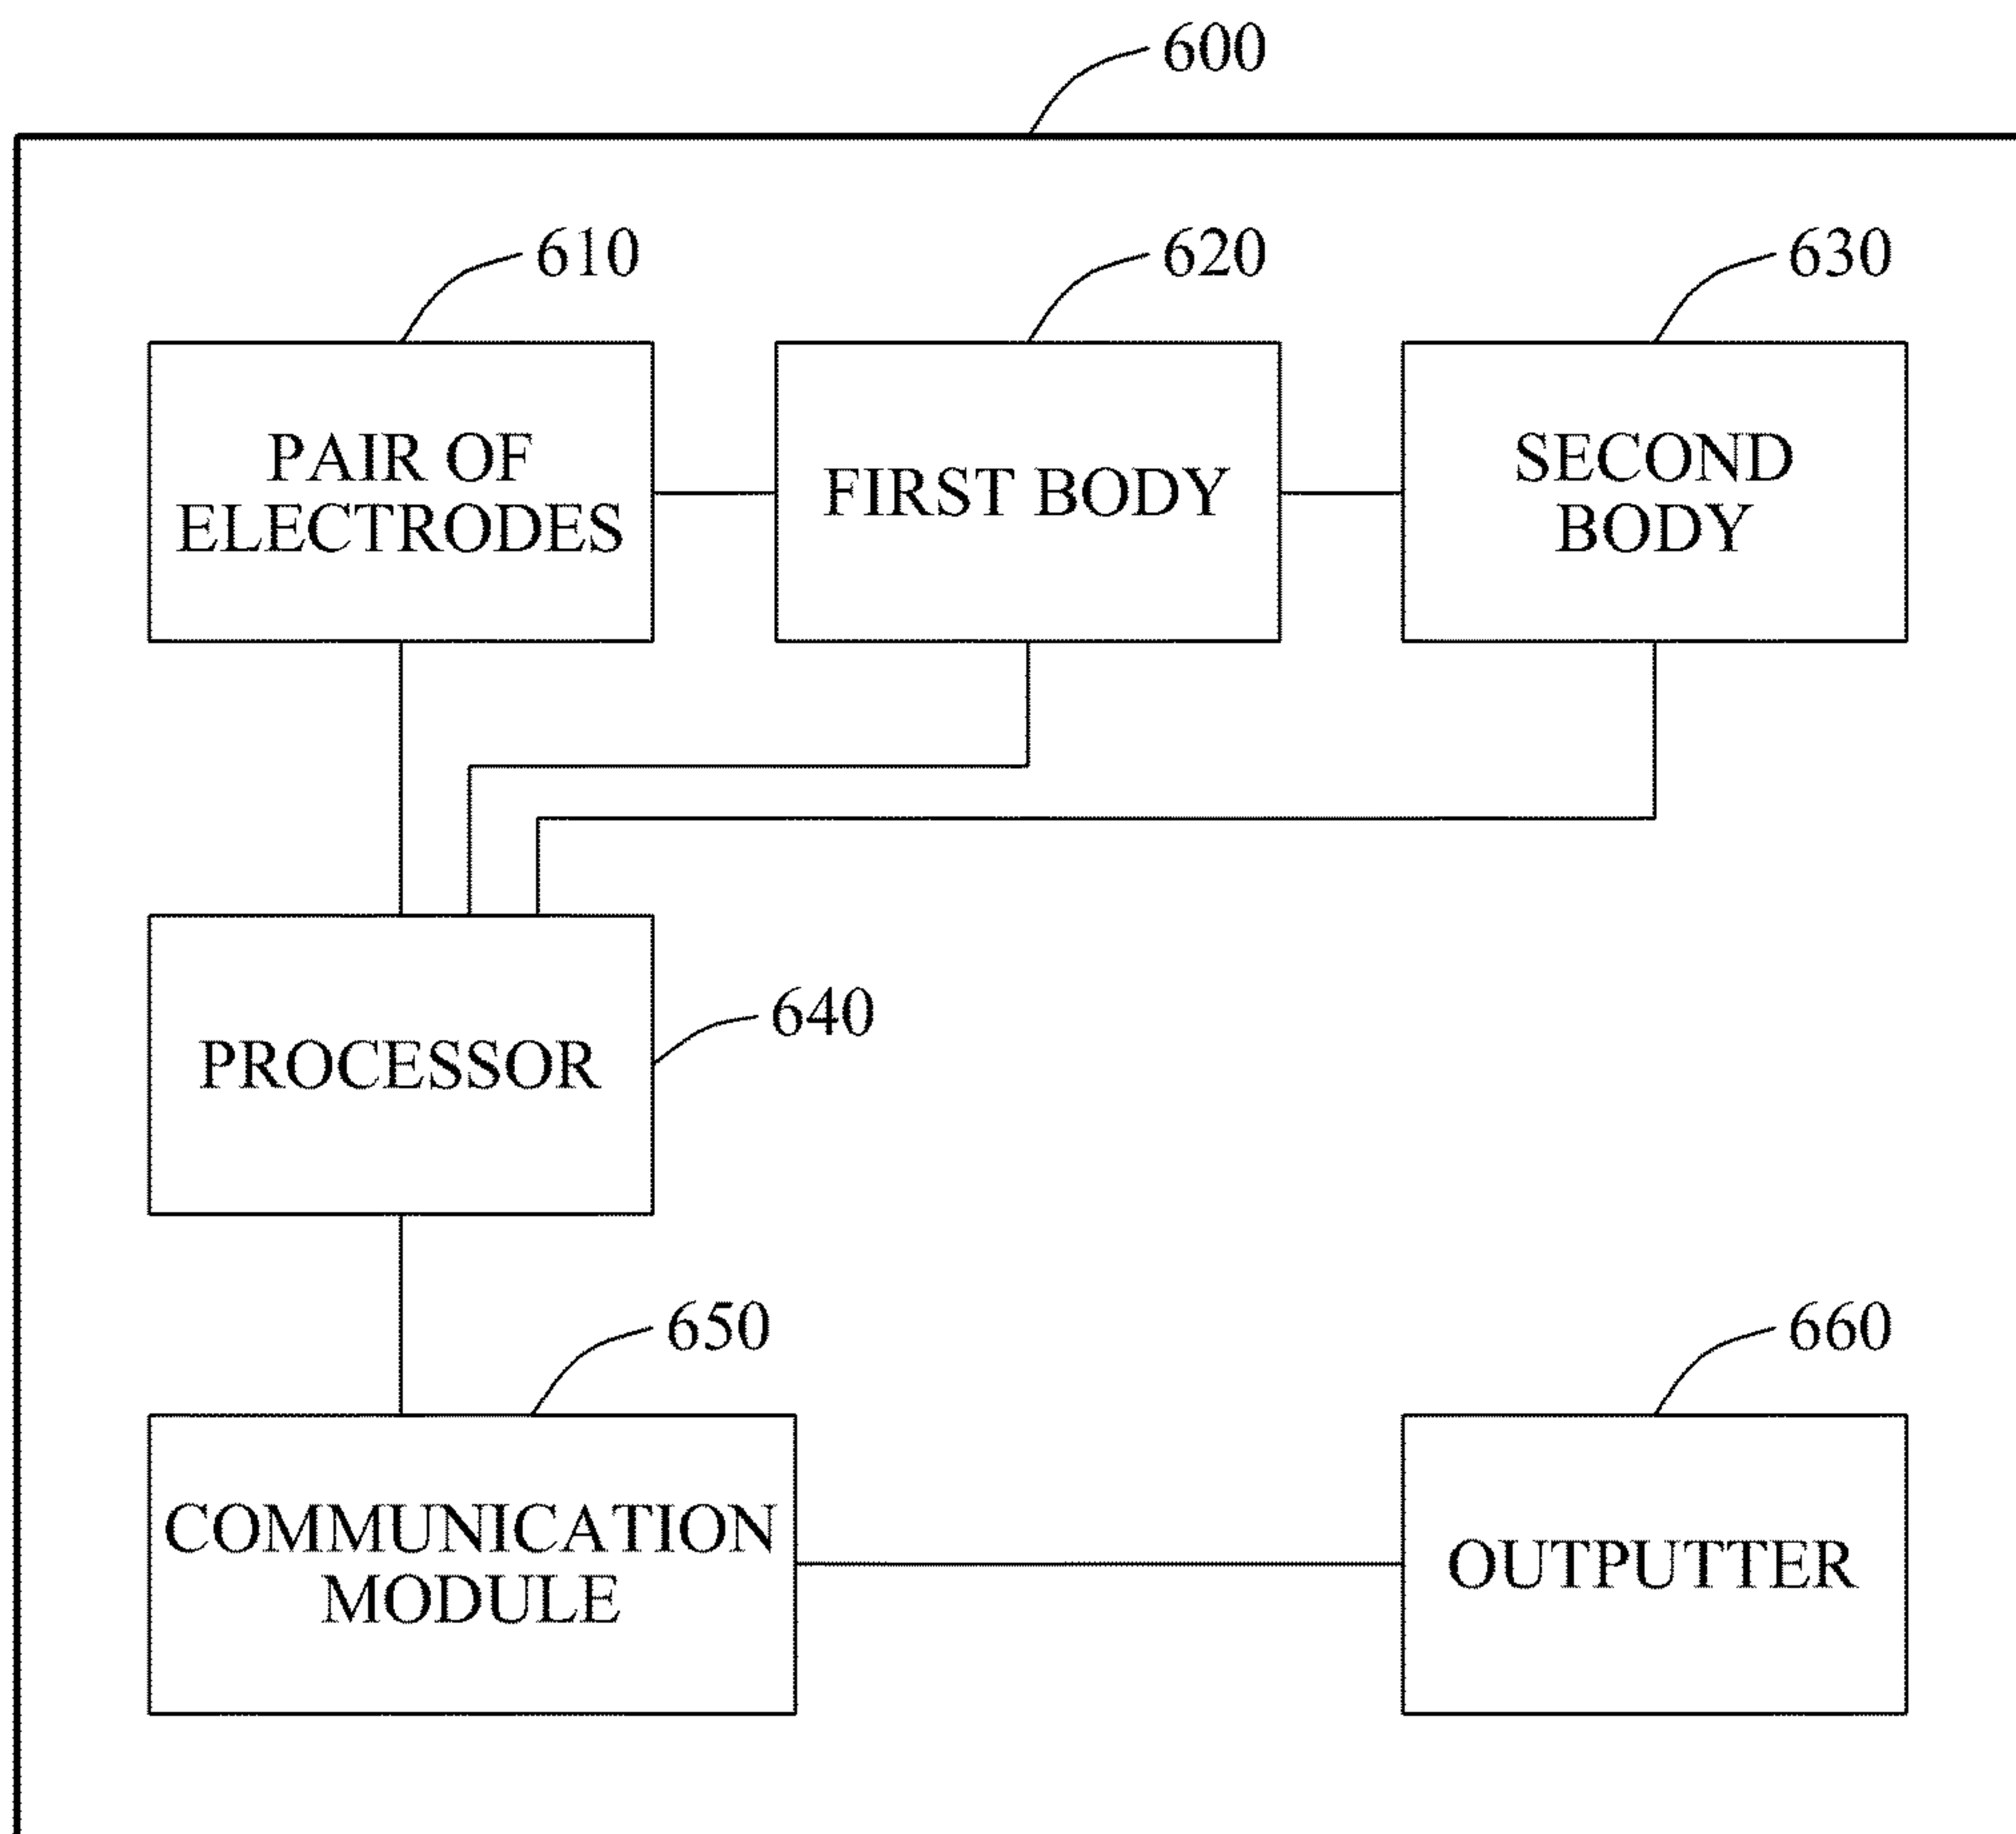 600
610
620
630
PAIR OF
ELECTRODES
FIRST BODY
SECOND
BODY
640
PROCESSOR
650
660
COMMUNICATION
MODULE
OUTPUTTER